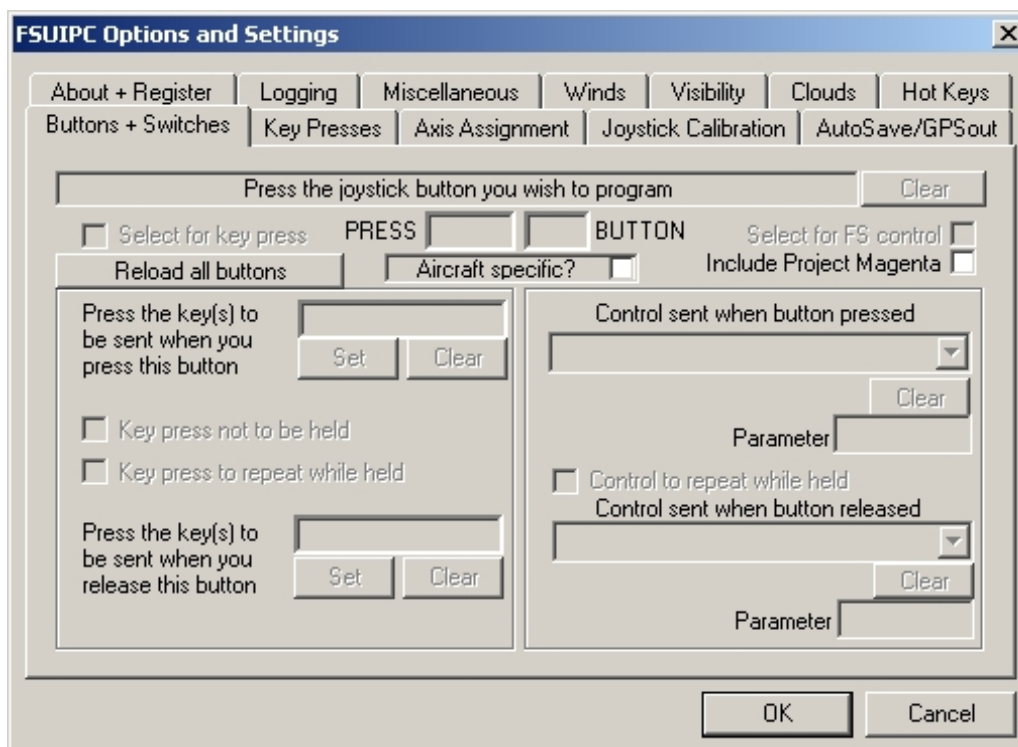 FSUIPC Options and Settings
About + Register Logging Miscellaneous Winds Visibility Clouds Hot Keys
Buttons + Switches Key Presses Axis Assignment Joystick Calibration AutoSave/GPSout
Press the joystick button you wish to program Clear
Select for key press PRESS BUTTON Select for FS control
Reload all buttons Aircraft specific? Include Project Magenta
Press the key(s) to
be sent when you
press this button
Set Clear
Key press not to be held
Key press to repeat while held
Press the key(s) to
be sent when you
release this button
Set Clear
Control sent when button pressed
Clear
Parameter
Control to repeat while held
Control sent when button released
Clear
Parameter
OK Cancel